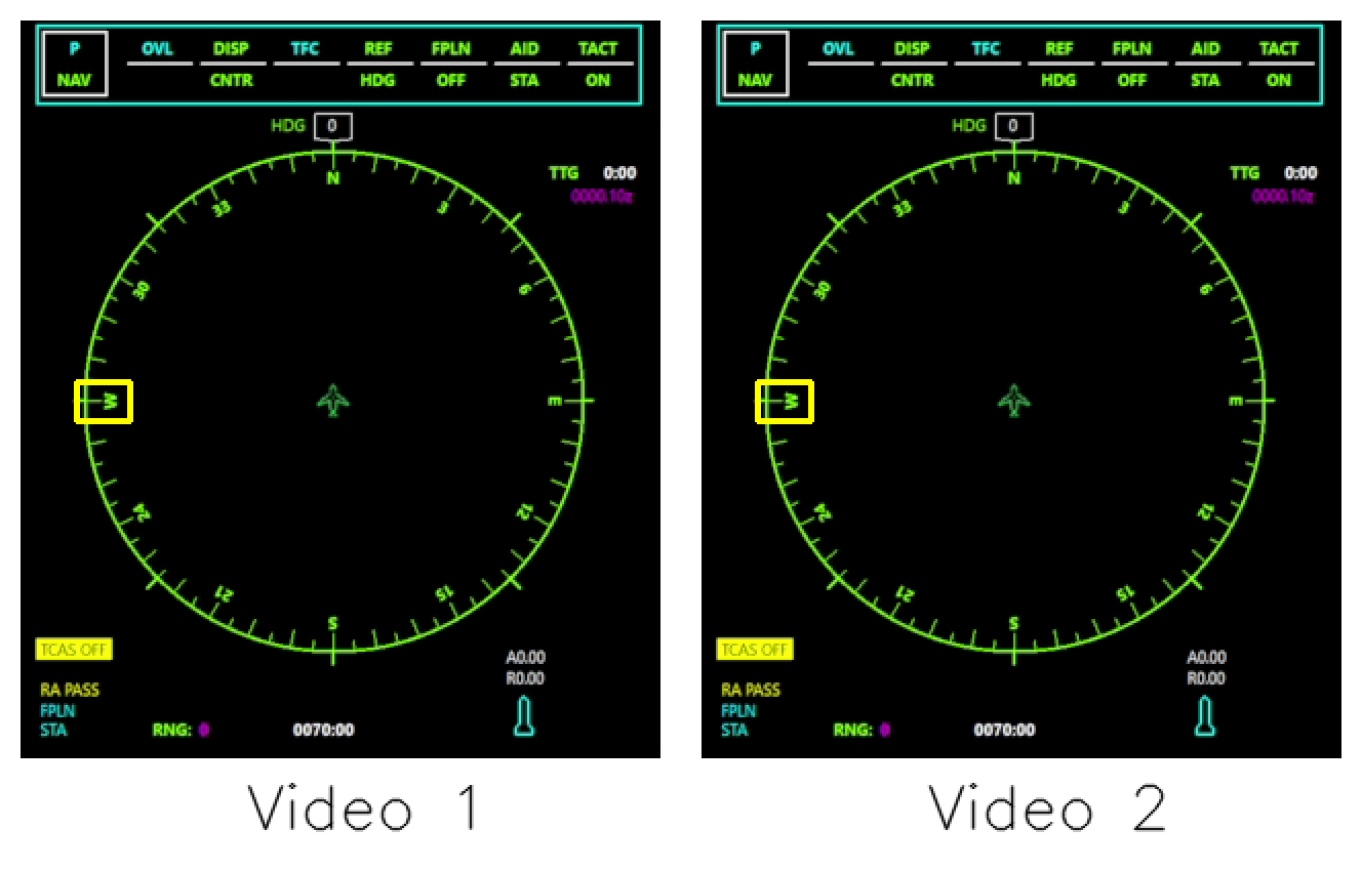 P OVL DISP TFC REF FPLN AID TACT
NAV CNTR HDG OFF STA ON
HDG 0
N
TTG 0:00
0000.10z
33 3
30 6
W E
24 12
21 15
S
TCAS OFF
A0.00
R0.00
RA PASS
FPLN
STA RNG: 0 0070:00
Video 1
P OVL DISP TFC REF FPLN AID TACT
NAV CNTR HDG OFF STA ON
HDG 0
N
TTG 0:00
0000.10z
33 3
30 6
W E
24 12
21 15
S
TCAS OFF
A0.00
R0.00
RA PASS
FPLN
STA RNG: 0 0070:00
Video 2